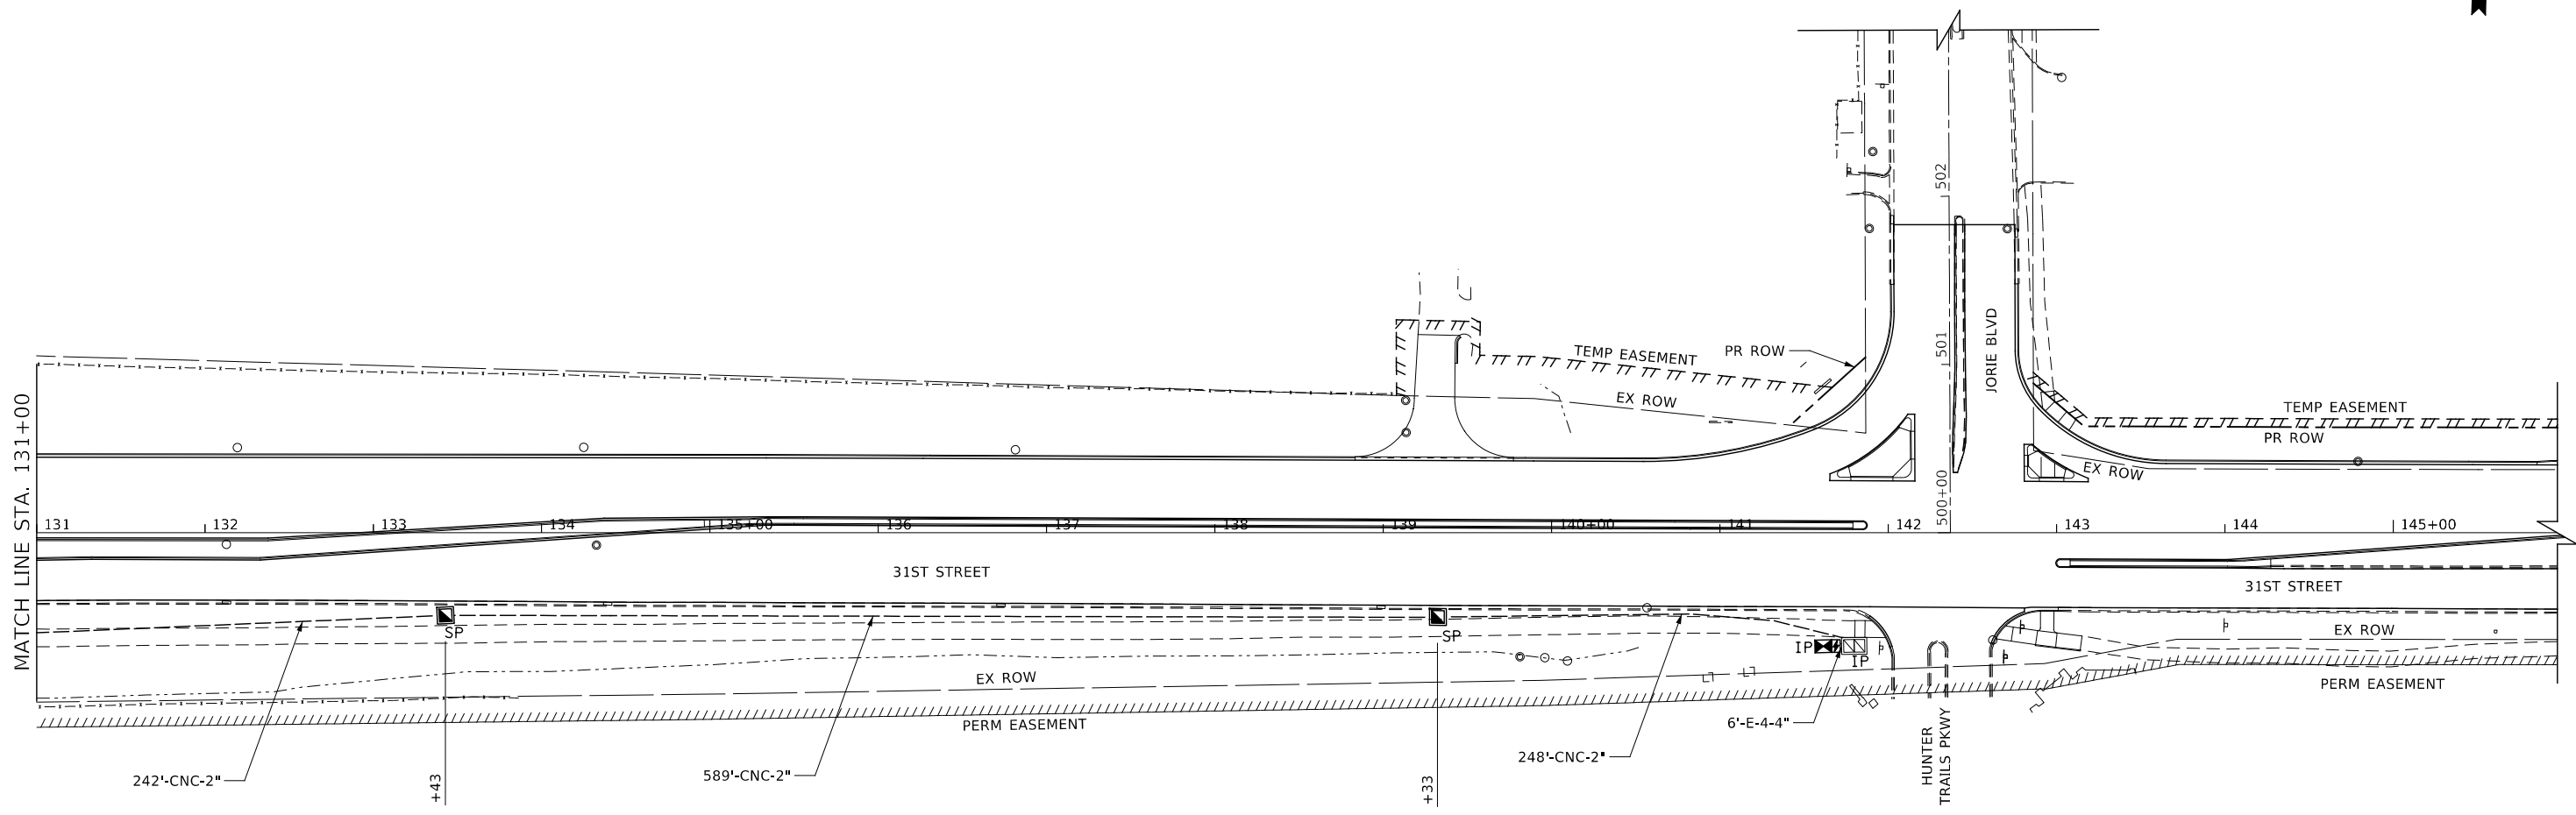 502
501
JORIE BLVD
TEMP EASEMENT
PR ROW
EX ROW
TEMP EASEMENT
PR ROW
EX ROW
500+00
MATCH LINE STA. 131+00
131 132 133 134 135+00 136 137 138 139 140+00 141 142 143 144 145+00
31ST STREET
31ST STREET
SP
SP
IP
IP
EX ROW
EX ROW
PERM EASEMENT
PERM EASEMENT
242'-CNC-2"
+43
589'-CNC-2"
+33
248'-CNC-2"
6'-E-4-4"
HUNTER
TRAILS PKWY